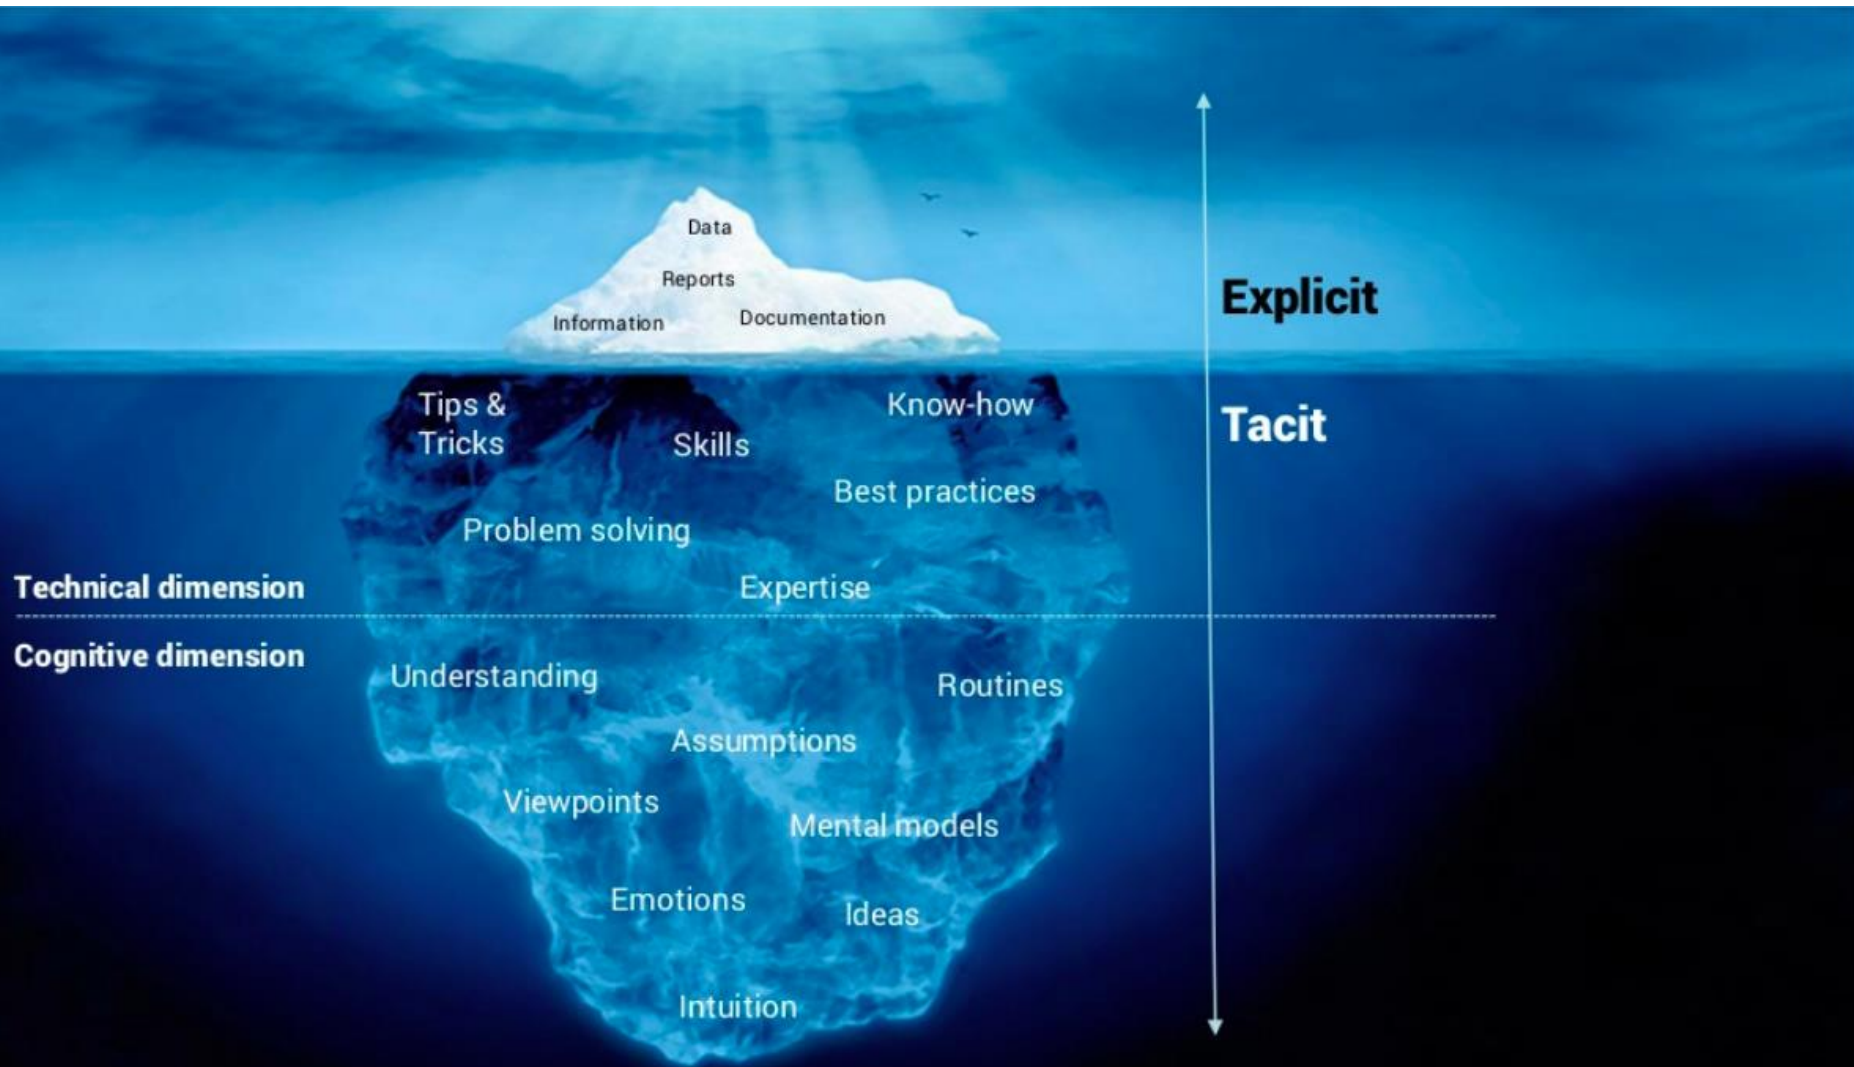 Data
Reports
Explicit
Information
Documentation
Tips &
Tricks
Know-how
Tacit
Skills
Best practices
Problem solving
Technical dimension
Expertise
Cognitive dimension
Understanding
Routines
Assumptions
Viewpoints
Mental models
Emotions
Ideas
Intuition